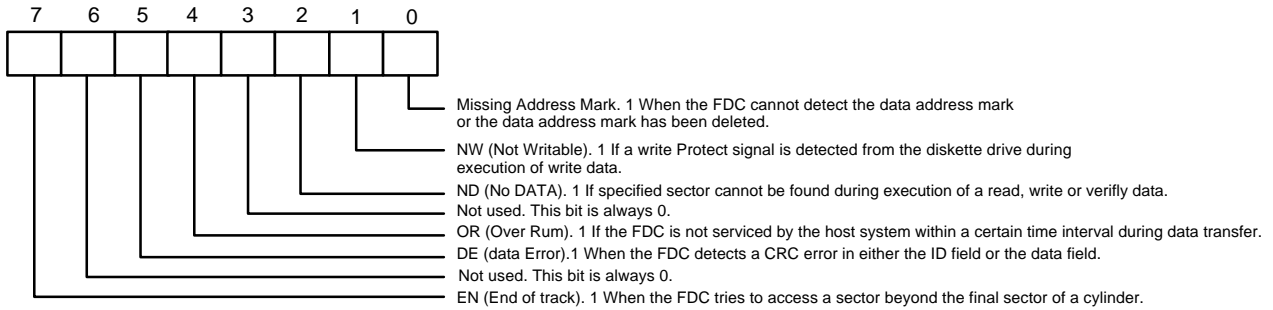 7 6 5 4 3 2 1 0
Missing Address Mark. 1 When the FDC cannot detect the data address mark
or the data address mark has been deleted.
NW (Not Writable). 1 If a write Protect signal is detected from the diskette drive during
execution of write data.
ND (No DATA). 1 If specified sector cannot be found during execution of a read, write or verifly data.
Not used. This bit is always 0.
OR (Over Rum). 1 If the FDC is not serviced by the host system within a certain time interval during data transfer.
DE (data Error).1 When the FDC detects a CRC error in either the ID field or the data field.
Not used. This bit is always 0.
EN (End of track). 1 When the FDC tries to access a sector beyond the final sector of a cylinder.